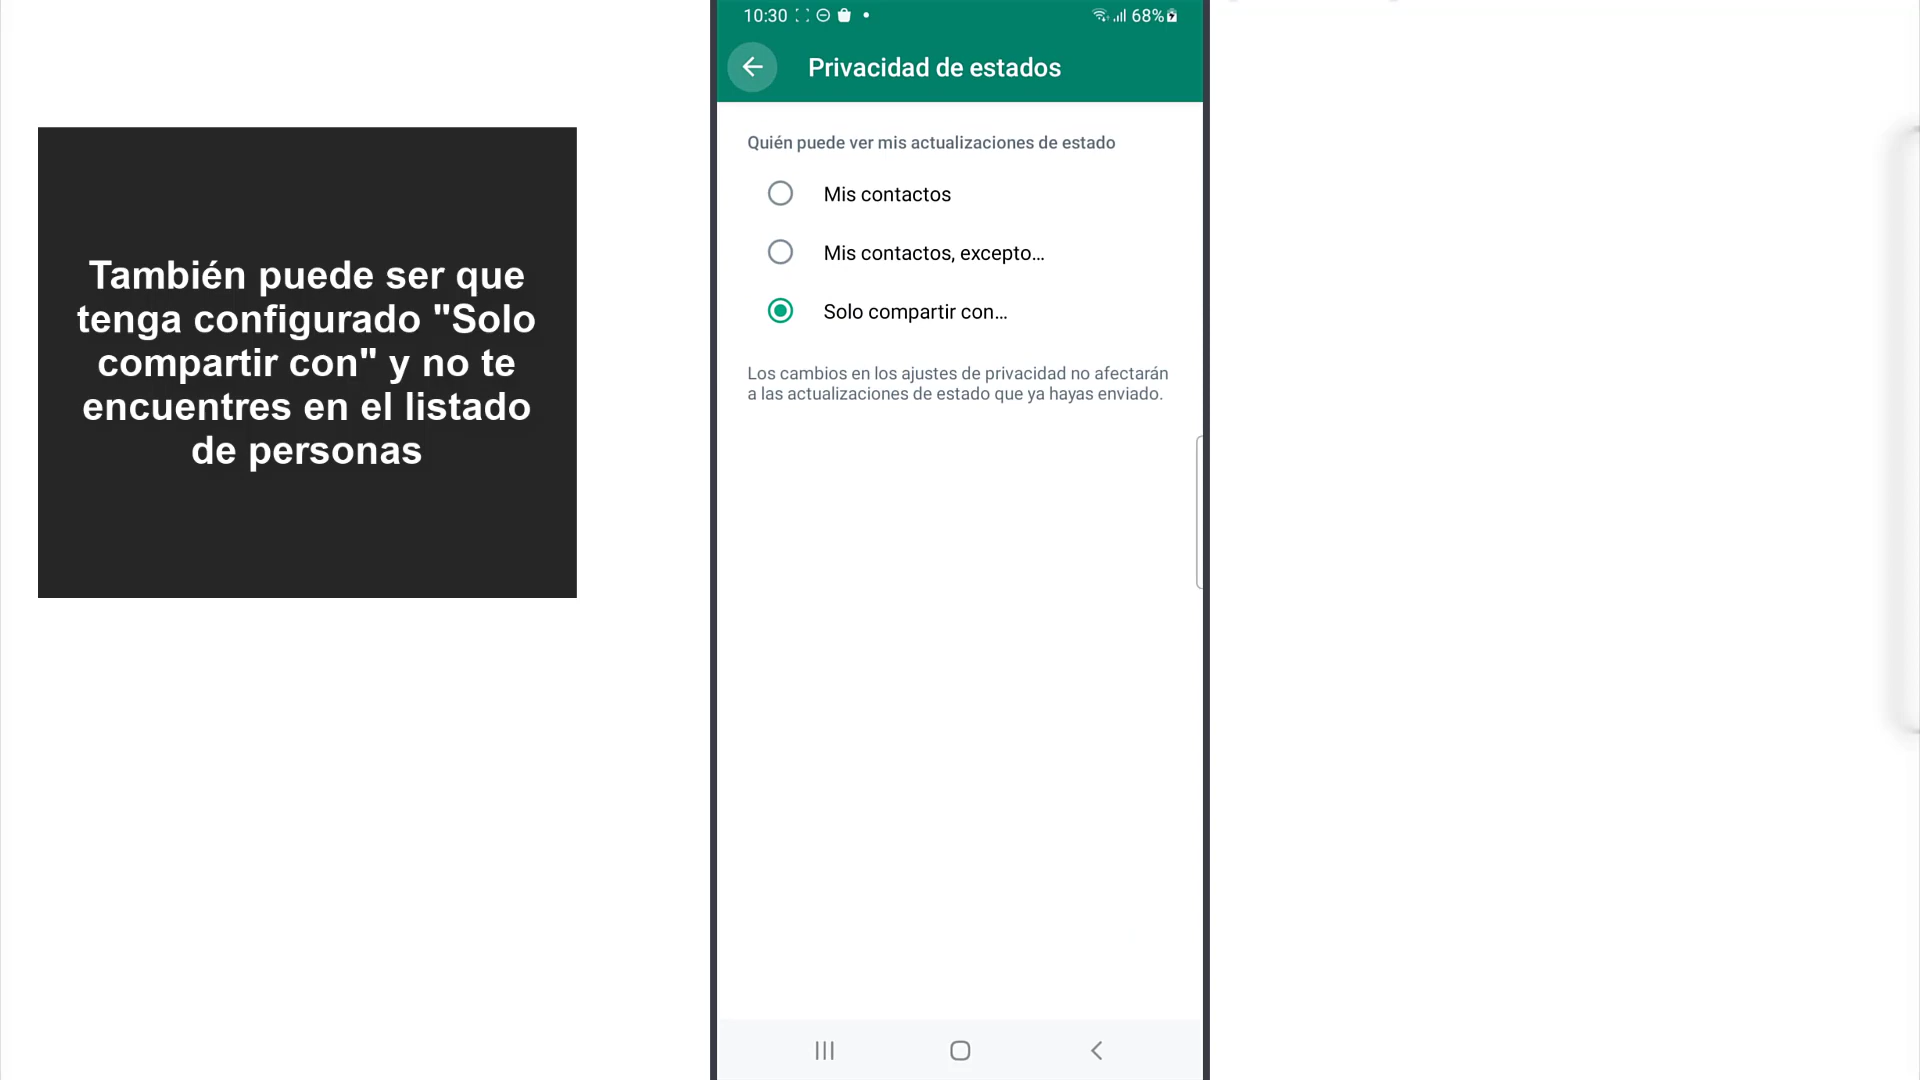 También puede ser que
tenga configurado "Solo
compartir con" y no te
encuentres en el listado
de personas
10:30
68%
Privacidad de estados
Quién puede ver mis actualizaciones de estado
Mis contactos
Mis contactos, excepto...
Solo compartir con...
Los cambios en los ajustes de privacidad no afectarán
a las actualizaciones de estado que ya hayas enviado.